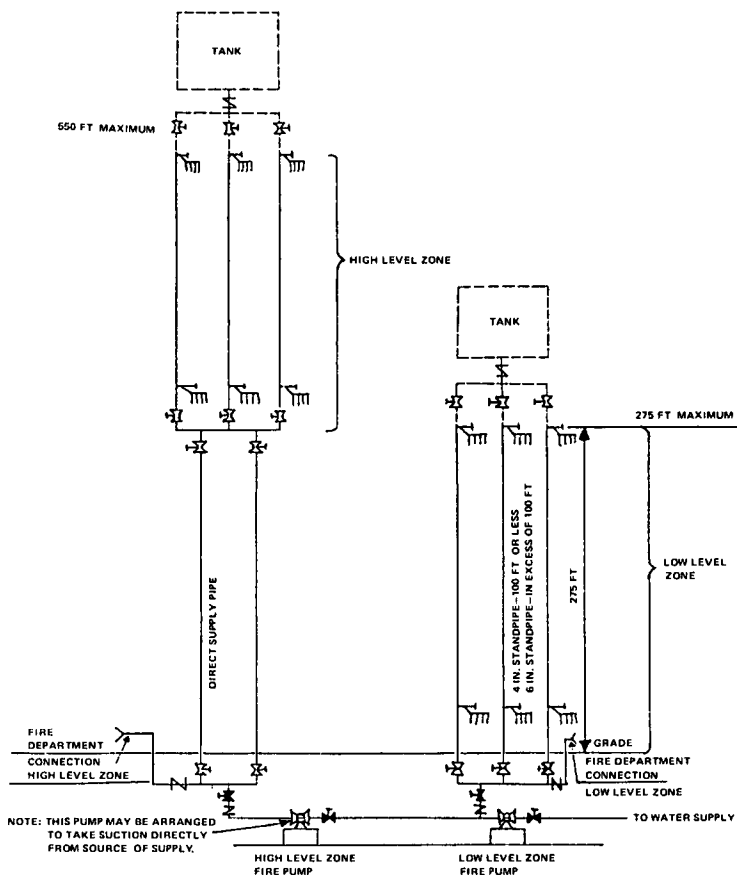 TANK
550 FT MAXIMUM
HIGH LEVEL ZONE
TANK
275 FT MAXIMUM
DIRECT SUPPLY PIPE
4 IN. STANDPIPE–100 FT OR LESS
6 IN. STANDPIPE–IN EXCESS OF 100 FT
275 FT
LOW LEVEL
ZONE
FIRE
DEPARTMENT
CONNECTION
HIGH LEVEL ZONE
GRADE
FIRE DEPARTMENT
CONNECTION
LOW LEVEL ZONE
NOTE: THIS PUMP MAY BE ARRANGED
TO TAKE SUCTION DIRECTLY
FROM SOURCE OF SUPPLY.
TO WATER SUPPLY
HIGH LEVEL ZONE
FIRE PUMP
LOW LEVEL ZONE
FIRE PUMP